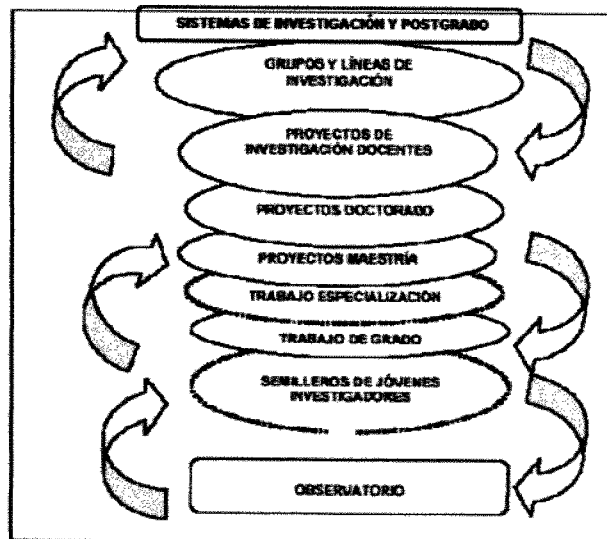 SISTEMAS DE INVESTIGACIÓN Y POSTGRADO
GRUPOS Y LÍNEAS DE
INVESTIGACIÓN
PROYECTOS DE
INVESTIGACIÓN DOCENTES
PROYECTOS DOCTORADO
PROYECTOS MAESTRÍA
TRABAJO ESPECIALIZACIÓN
TRABAJO DE GRADO
SEMILLEROS DE JÓVENES
INVESTIGADORES
OBSERVATORIO